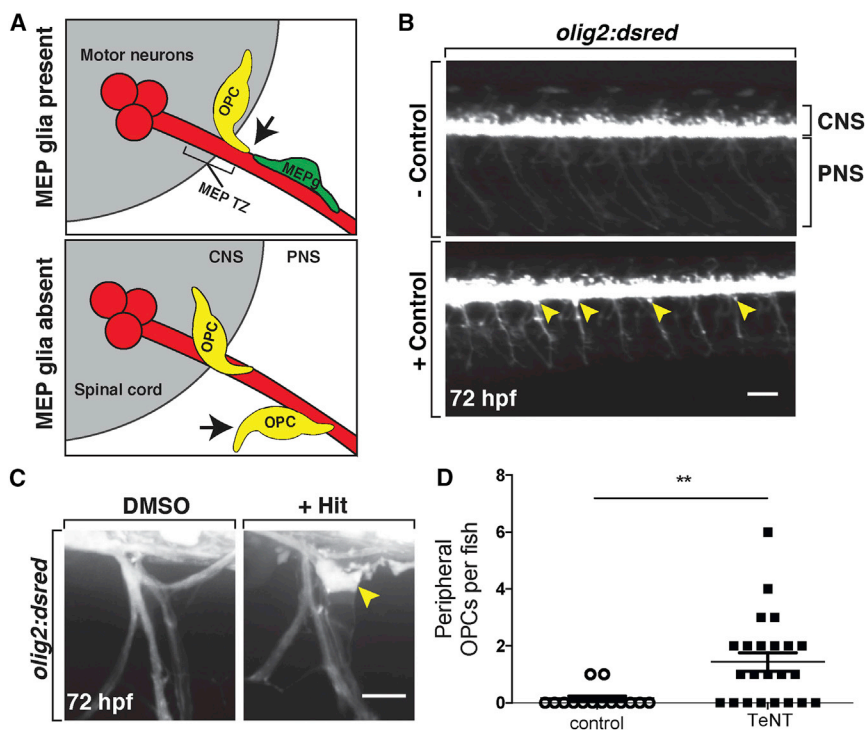 A
MEP glia present
Motor neurons
OPC
MEPg
MEP TZ
MEP glia absent
CNS
PNS
OPC
Spinal cord
OPC
B
olig2:dsred
- Control
CNS
PNS
+ Control
72 hpf
C
DMSO
+ Hit
olig2:dsred
72 hpf
D
Peripheral
OPCs per fish
8
6
4
2
0
**
control
TeNT